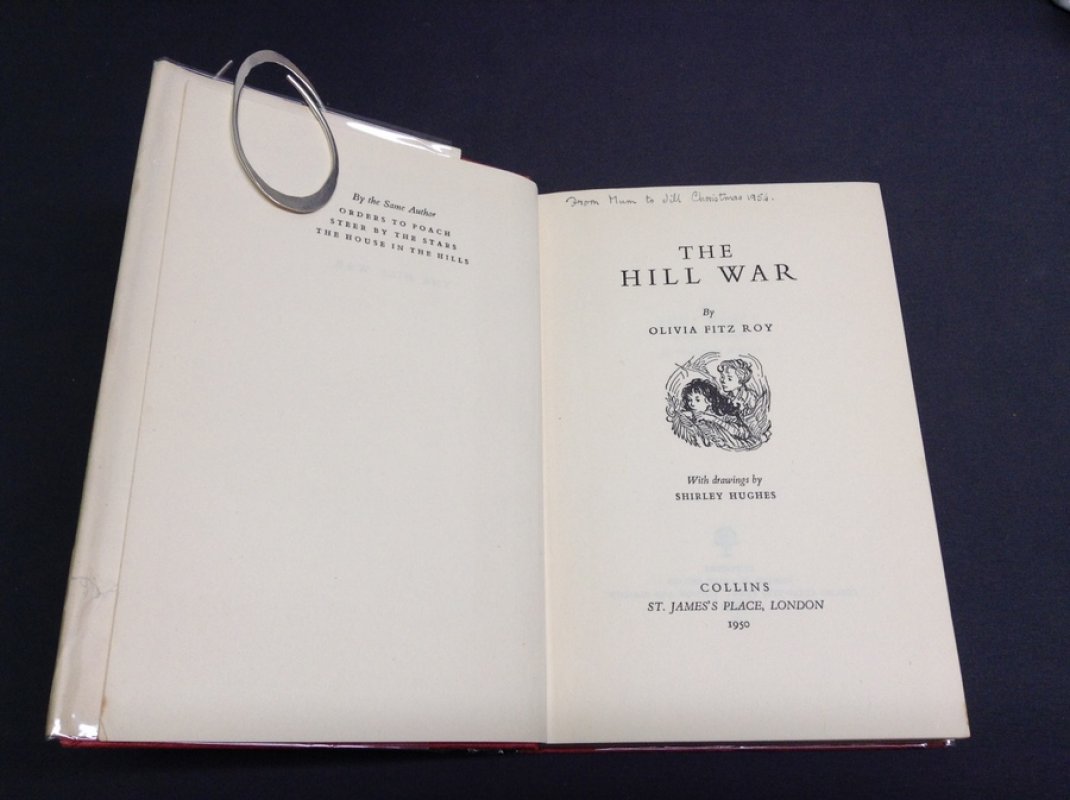 By the Same Author
ORDERS TO POACH
STEER BY THE STARS
THE HOUSE IN THE HILLS
From Mum to Jill Christmas
THE
HILL WAR
By
OLIVIA FITZ ROY
With drawings by
SHIRLEY HUGHES
COLLINS
ST. JAMES'S PLACE, LONDON
1950